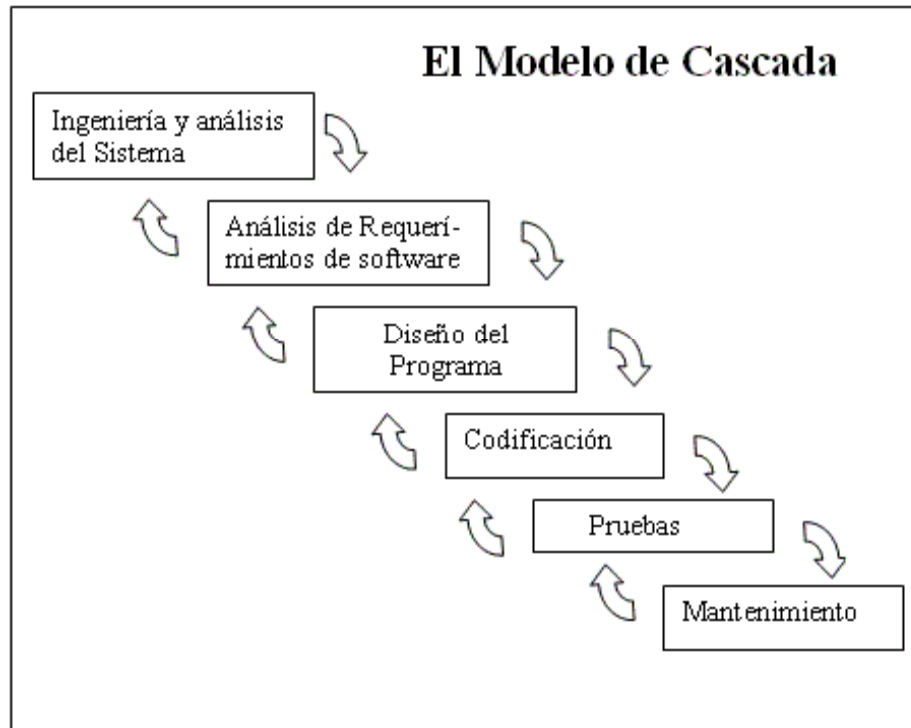 El Modelo de Cascada
Ingeniería y análisis
del Sistema
Análisis de Requerí-
mientos de software
Diseño del
Programa
Codificación
Pruebas
Mantenimiento